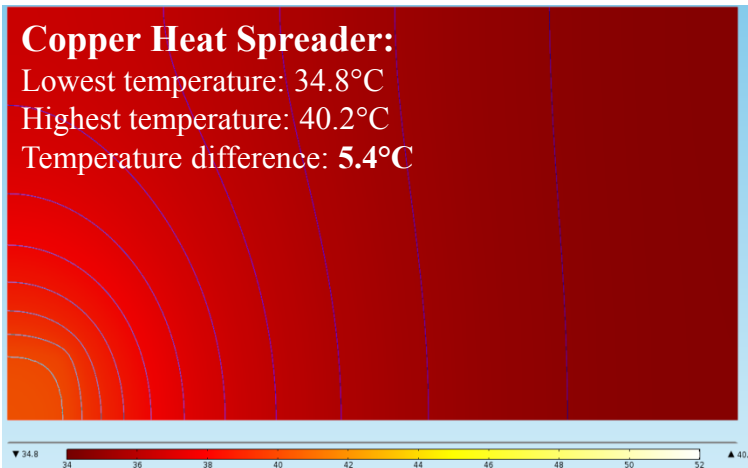 Copper Heat Spreader:
Lowest temperature: 34.8°C
Highest temperature: 40.2°C
Temperature difference: 5.4°C
▼ 34.8
34 36 38 40 42 44 46 48 50 52
▲ 40.